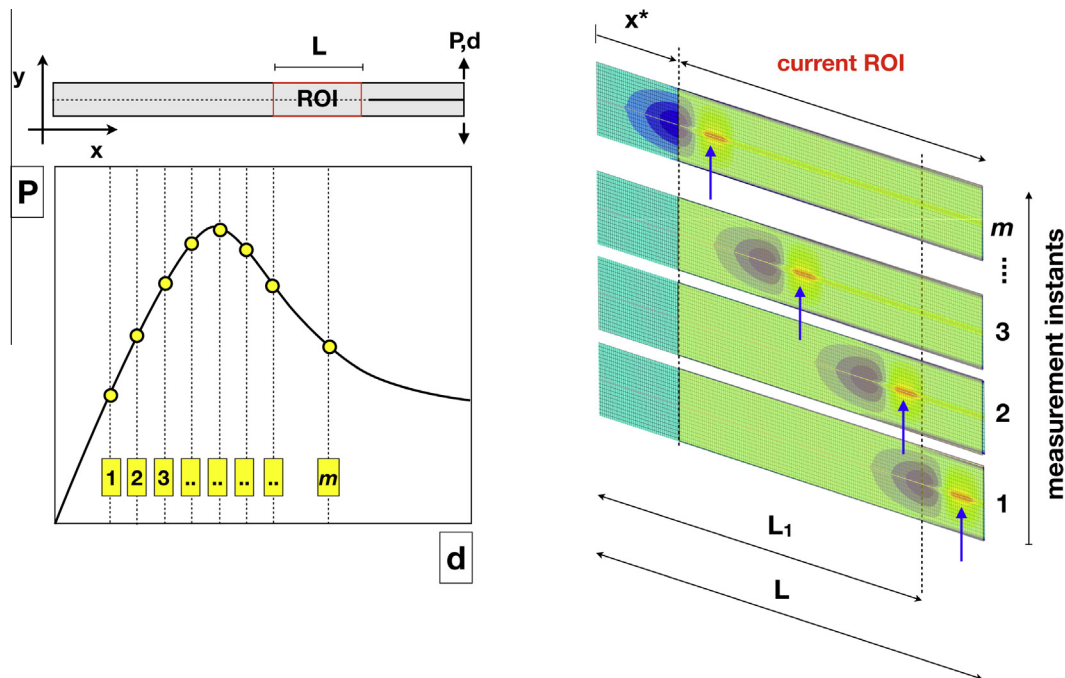 L
P,d
y
ROI
x
P
1 2 3 .. .. .. .. m
d
x*
current ROI
m
....
3
2
1
measurement instants
L₁
L